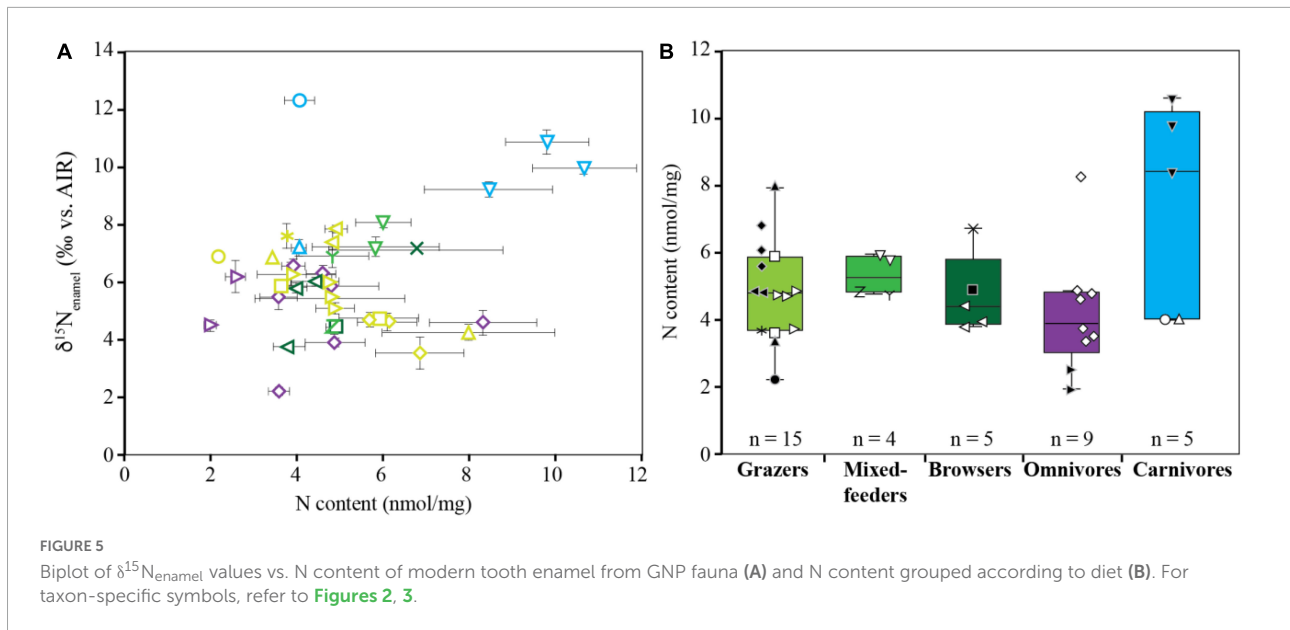 A
14
12
10
8
6
4
2
0
δ15Nenamel (‰ vs. AIR)
0 2 4 6 8 10 12
N content (nmol/mg)
B
12
10
8
6
4
2
0
N content (nmol/mg)
n = 15 n = 4 n = 5 n = 9 n = 5
Grazers Mixed-feeders Browsers Omnivores Carnivores
FIGURE 5
Biplot of δ15Nenamel values vs. N content of modern tooth enamel from GNP fauna (A) and N content grouped according to diet (B). For
taxon-specific symbols, refer to Figures 2, 3.